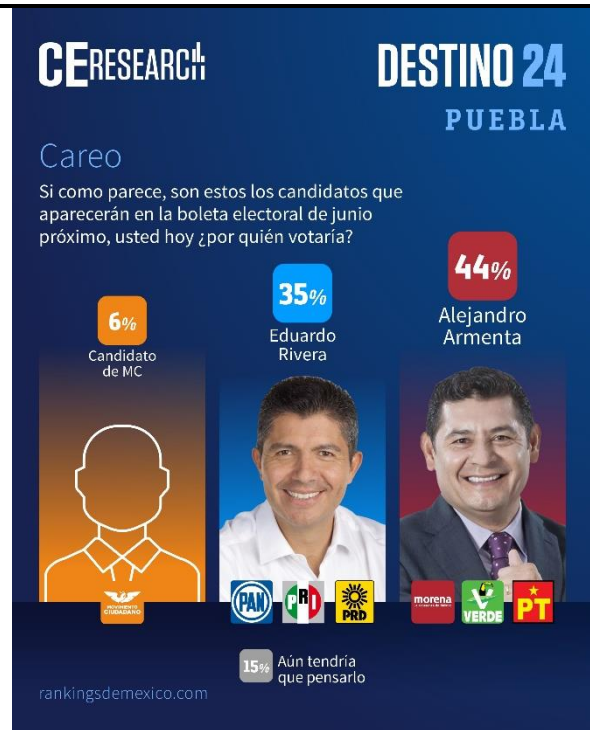 CERESEARCH
DESTINO 24
PUEBLA
Careo
Si como parece, son estos los candidatos que
aparecerán en la boleta electoral de junio
próximo, usted hoy ¿por quién votaría?
6%
Candidato
de MC
35%
Eduardo
Rivera
44%
Alejandro
Armenta
MOVIMIENTO
CIUDADANO
PAN
PRI
PRD
morena
VERDE
PT
15%
Aún tendría
que pensarlo
rankingsdemexico.com